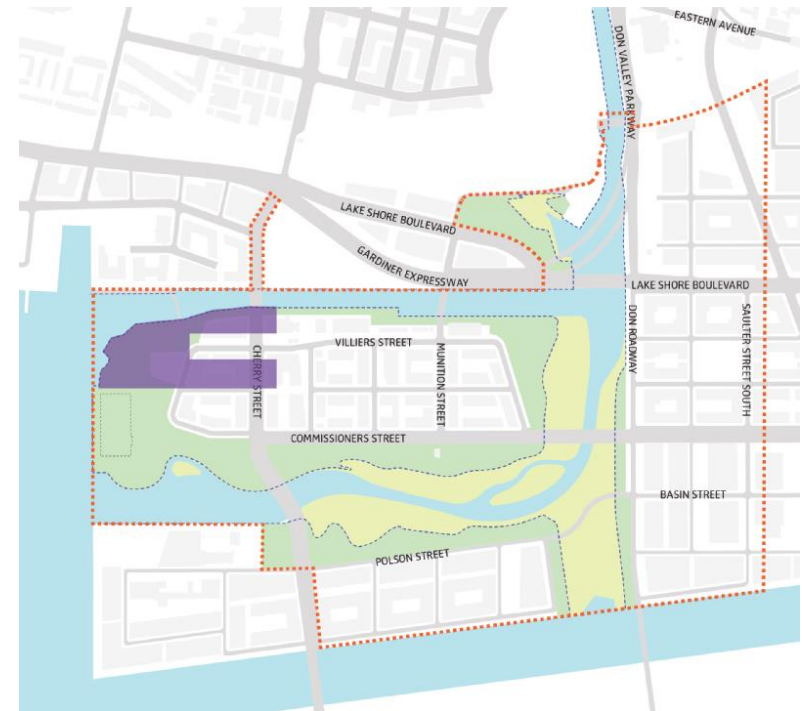 EASTERN AVENUE
DON VALLEY PARKWAY
LAKE SHORE BOULEVARD
GARDINER EXPRESSWAY
LAKE SHORE BOULEVARD
VILLIERS STREET
CHERRY STREET
MUNITION STREET
DON ROADWAY
SAULTER STREET SOUTH
COMMISSIONERS STREET
BASIN STREET
POLSON STREET